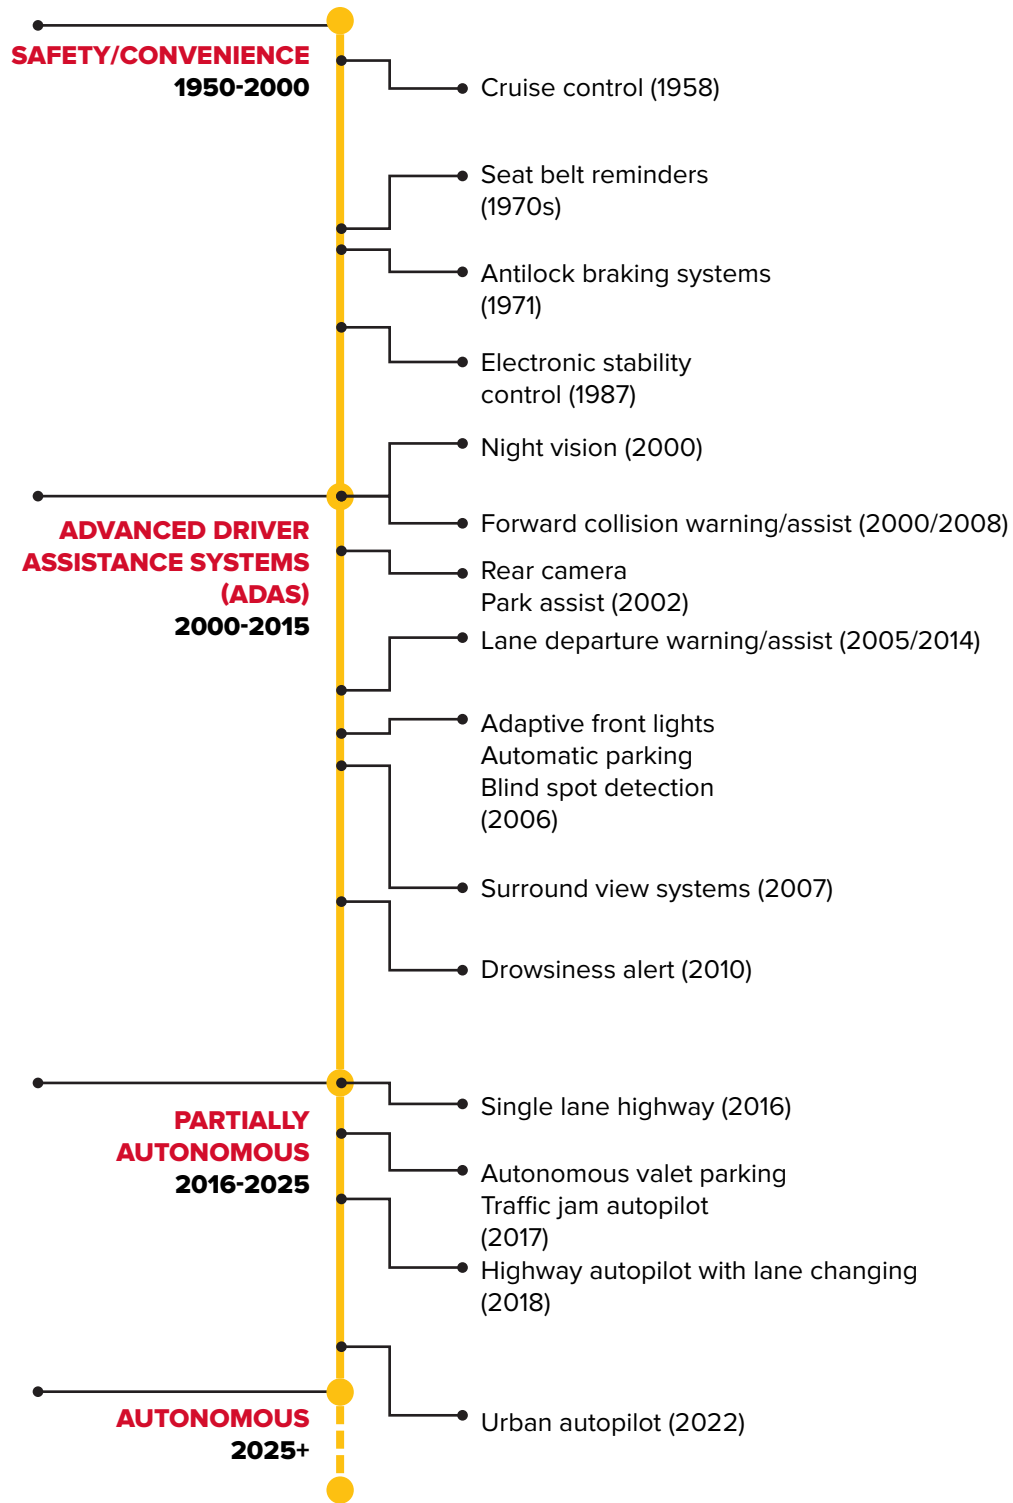 SAFETY/CONVENIENCE
1950-2000
Cruise control (1958)
Seat belt reminders
(1970s)
Antilock braking systems
(1971)
Electronic stability
control (1987)
Night vision (2000)
ADVANCED DRIVER
ASSISTANCE SYSTEMS
(ADAS)
2000-2015
Forward collision warning/assist (2000/2008)
Rear camera
Park assist (2002)
Lane departure warning/assist (2005/2014)
Adaptive front lights
Automatic parking
Blind spot detection
(2006)
Surround view systems (2007)
Drowsiness alert (2010)
PARTIALLY
AUTONOMOUS
2016-2025
Single lane highway (2016)
Autonomous valet parking
Traffic jam autopilot
(2017)
Highway autopilot with lane changing
(2018)
AUTONOMOUS
2025+
Urban autopilot (2022)